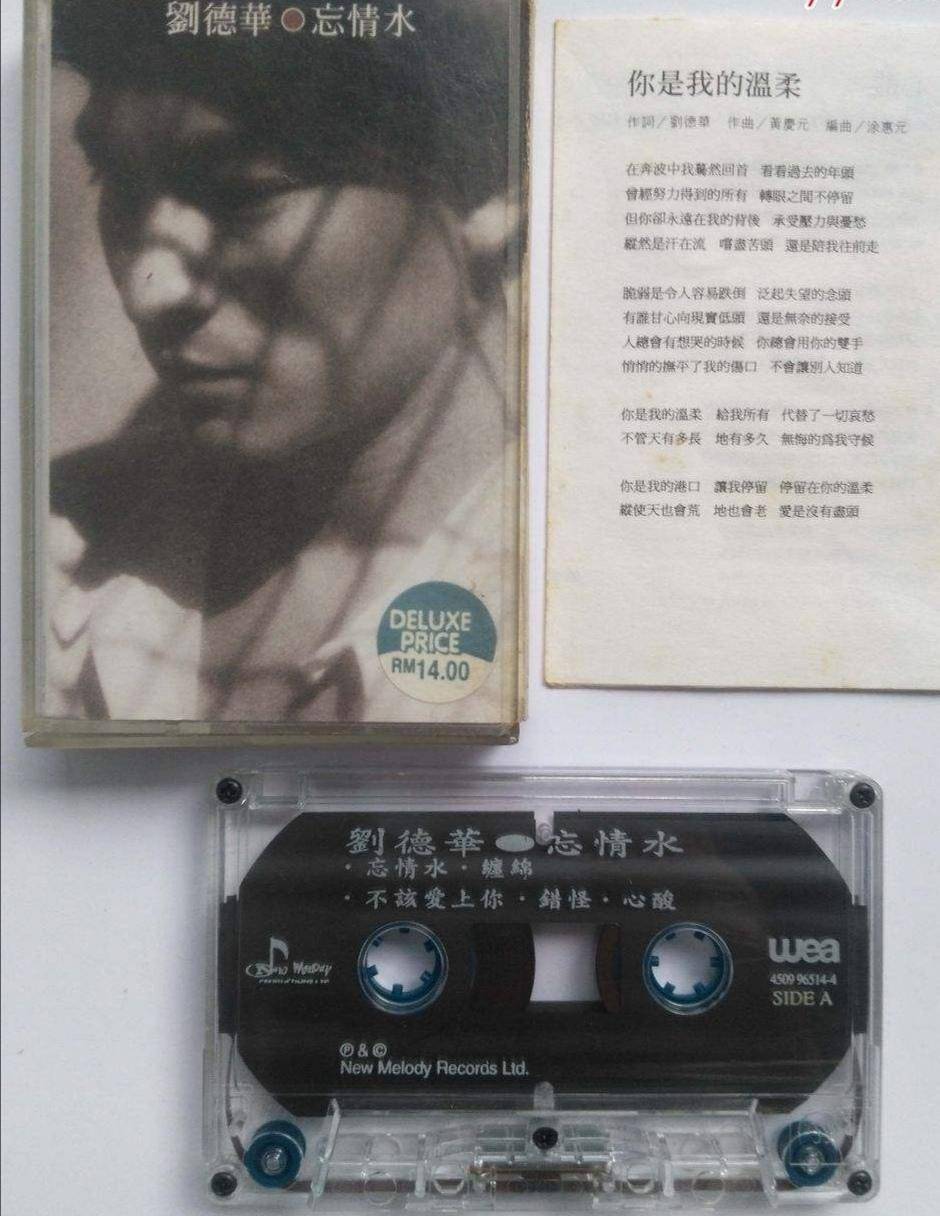 劉德華●忘情水
DELUXE
PRICE
RM14.00
你是我的溫柔
作詞／劉德華 作曲／黃慶元 編曲／涂惠元
在奔波中我驀然回首 看看過去的年頭
曾經努力得到的所有 轉眼之間不停留
但你卻永遠在我的背後 承受壓力與憂愁
縱然是汗在流 嚐盡苦頭 還是陪我往前走
脆弱是令人容易跌倒 泛起失望的念頭
有誰甘心向現實低頭 還是無奈的接受
人總會有想哭的時候 你總會用你的雙手
悄悄的撫平了我的傷口 不會讓別人知道
你是我的溫柔 給我所有 代替了一切哀愁
不管天有多長 地有多久 無悔的爲我守候
你是我的港口 讓我停留 停留在你的溫柔
縱使天也會荒 地也會老 愛是沒有盡頭
劉德華●忘情水
·忘情水·纏綿
·不該愛上你·錯怪·心酸
wea
4509 96514-4
SIDE A
Ⓟ & ©
New Melody Records Ltd.